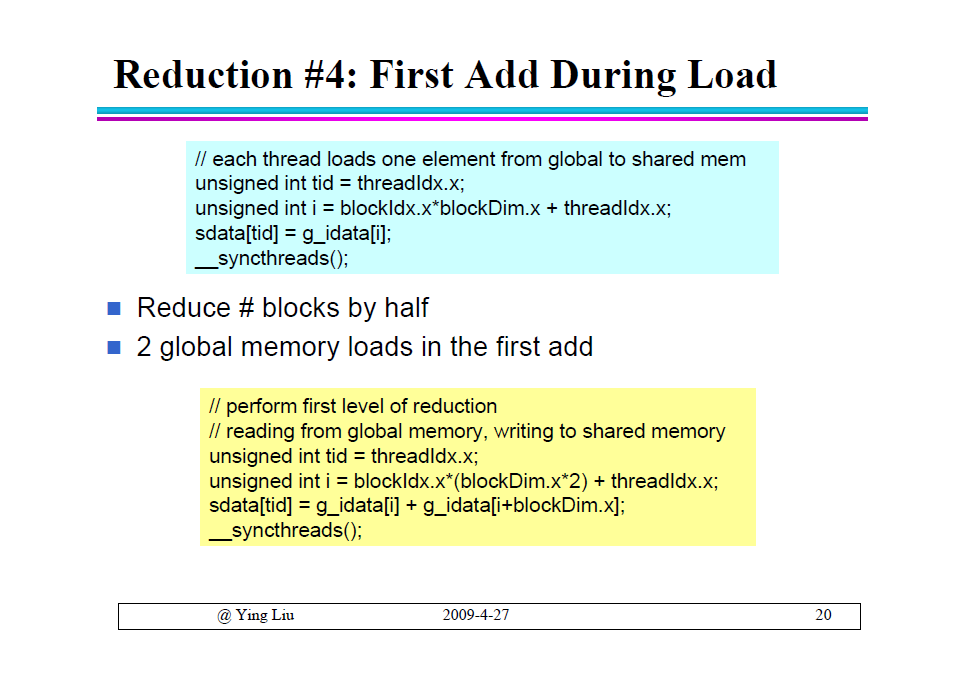 Reduction #4: First Add During Load
// each thread loads one element from global to shared mem
unsigned int tid = threadIdx.x;
unsigned int i = blockIdx.x*blockDim.x + threadIdx.x;
sdata[tid] = g_idata[i];
__syncthreads();
Reduce # blocks by half
2 global memory loads in the first add
// perform first level of reduction
// reading from global memory, writing to shared memory
unsigned int tid = threadIdx.x;
unsigned int i = blockIdx.x*(blockDim.x*2) + threadIdx.x;
sdata[tid] = g_idata[i] + g_idata[i+blockDim.x];
__syncthreads();
@ Ying Liu 2009-4-27 20